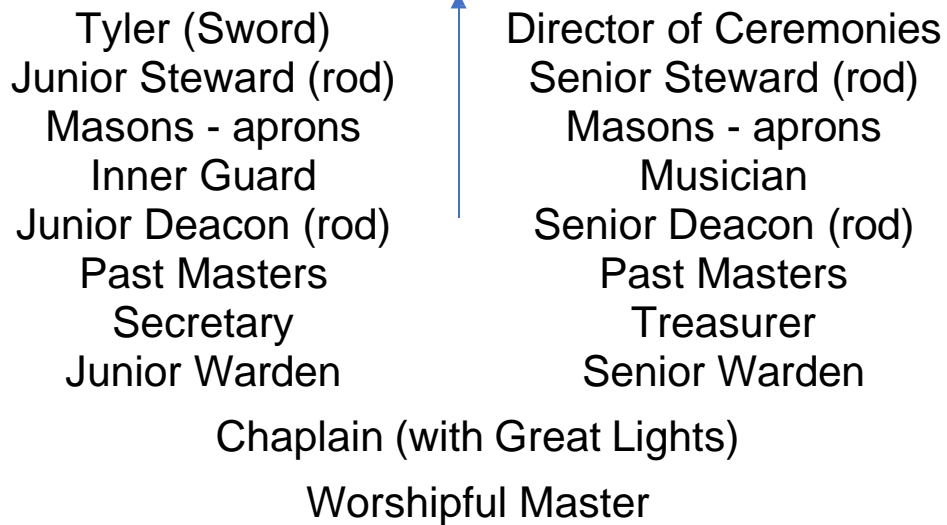 Tyler (Sword) Director of Ceremonies
Junior Steward (rod) Senior Steward (rod)
Masons - aprons Masons - aprons
Inner Guard Musician
Junior Deacon (rod) Senior Deacon (rod)
Past Masters Past Masters
Secretary Treasurer
Junior Warden Senior Warden
Chaplain (with Great Lights)
Worshipful Master